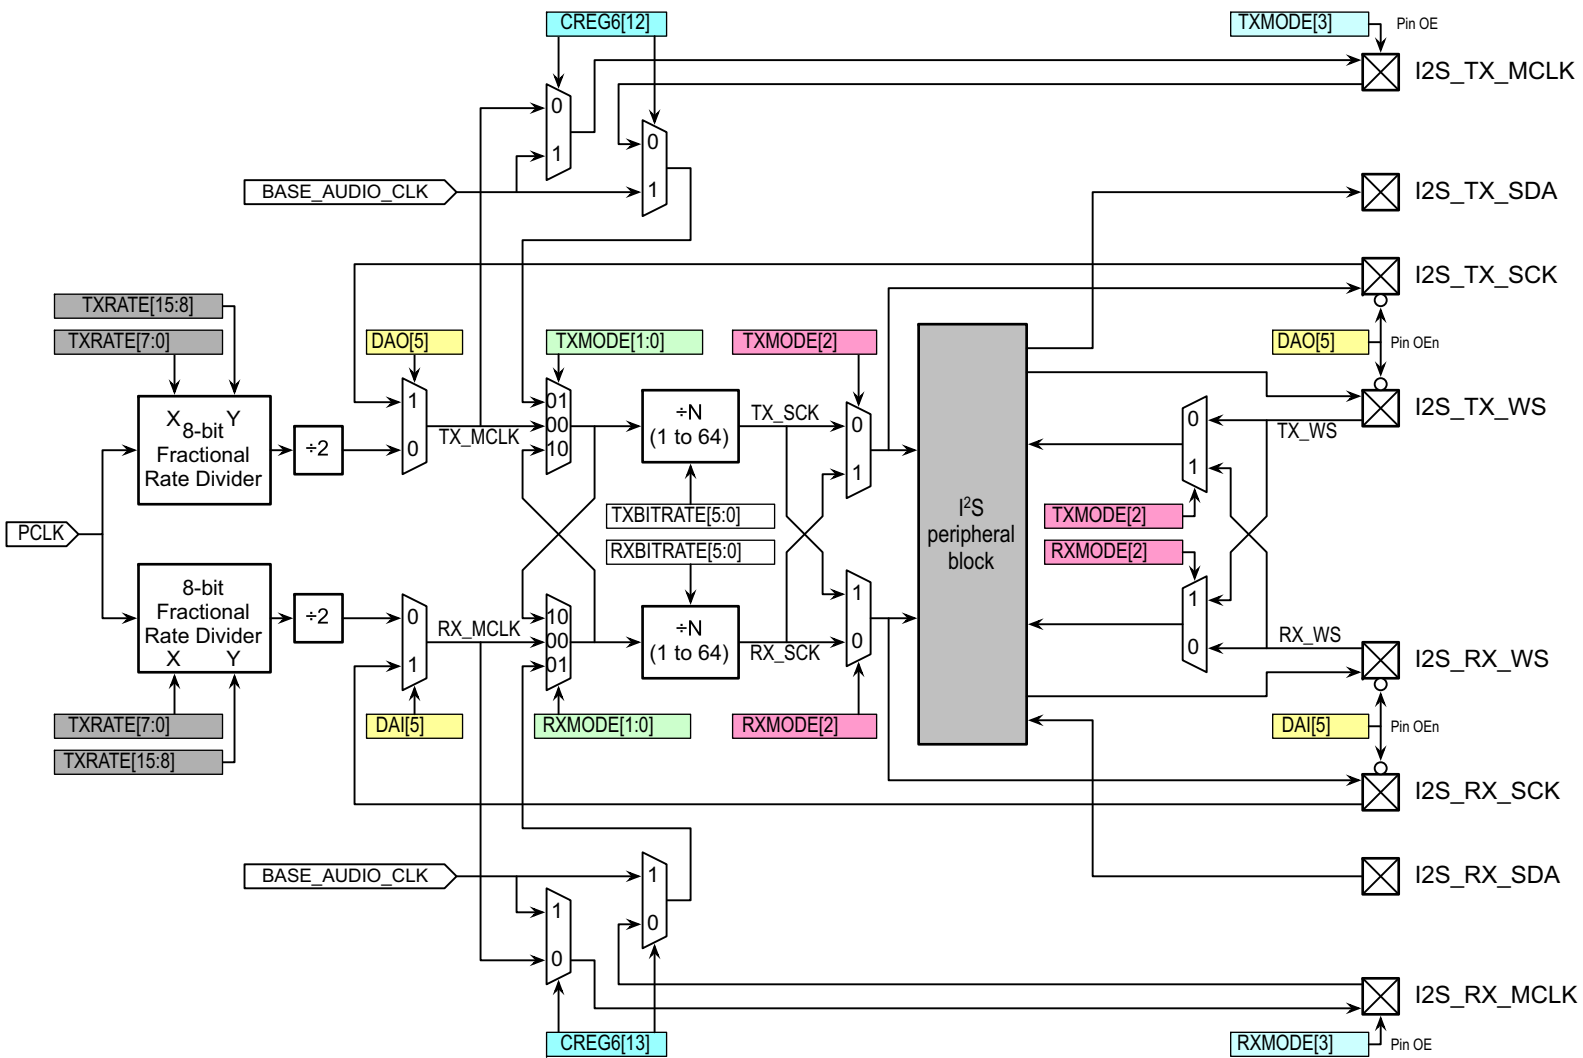 CREG6[12]
TXMODE[3]
Pin OE
I2S_TX_MCLK
0
1
0
1
BASE_AUDIO_CLK
I2S_TX_SDA
I2S_TX_SCK
TXRATE[15:8]
TXRATE[7:0]
DAO[5]
TXMODE[1:0]
TXMODE[2]
DAO[5]
Pin OEn
X Y
8-bit
Fractional
Rate Divider
÷2
1
0
TX_MCLK
01
00
10
÷N
(1 to 64)
TX_SCK
0
1
0
1
TX_WS
I2S_TX_WS
PCLK
TXBITRATE[5:0]
RXBITRATE[5:0]
I²S
peripheral
block
TXMODE[2]
RXMODE[2]
8-bit
Fractional
Rate Divider
X Y
÷2
0
1
RX_MCLK
10
00
01
÷N
(1 to 64)
RX_SCK
1
0
1
0
RX_WS
I2S_RX_WS
TXRATE[7:0]
TXRATE[15:8]
DAI[5]
RXMODE[1:0]
RXMODE[2]
DAI[5]
Pin OEn
I2S_RX_SCK
BASE_AUDIO_CLK
1
0
1
0
I2S_RX_SDA
I2S_RX_MCLK
CREG6[13]
RXMODE[3]
Pin OE